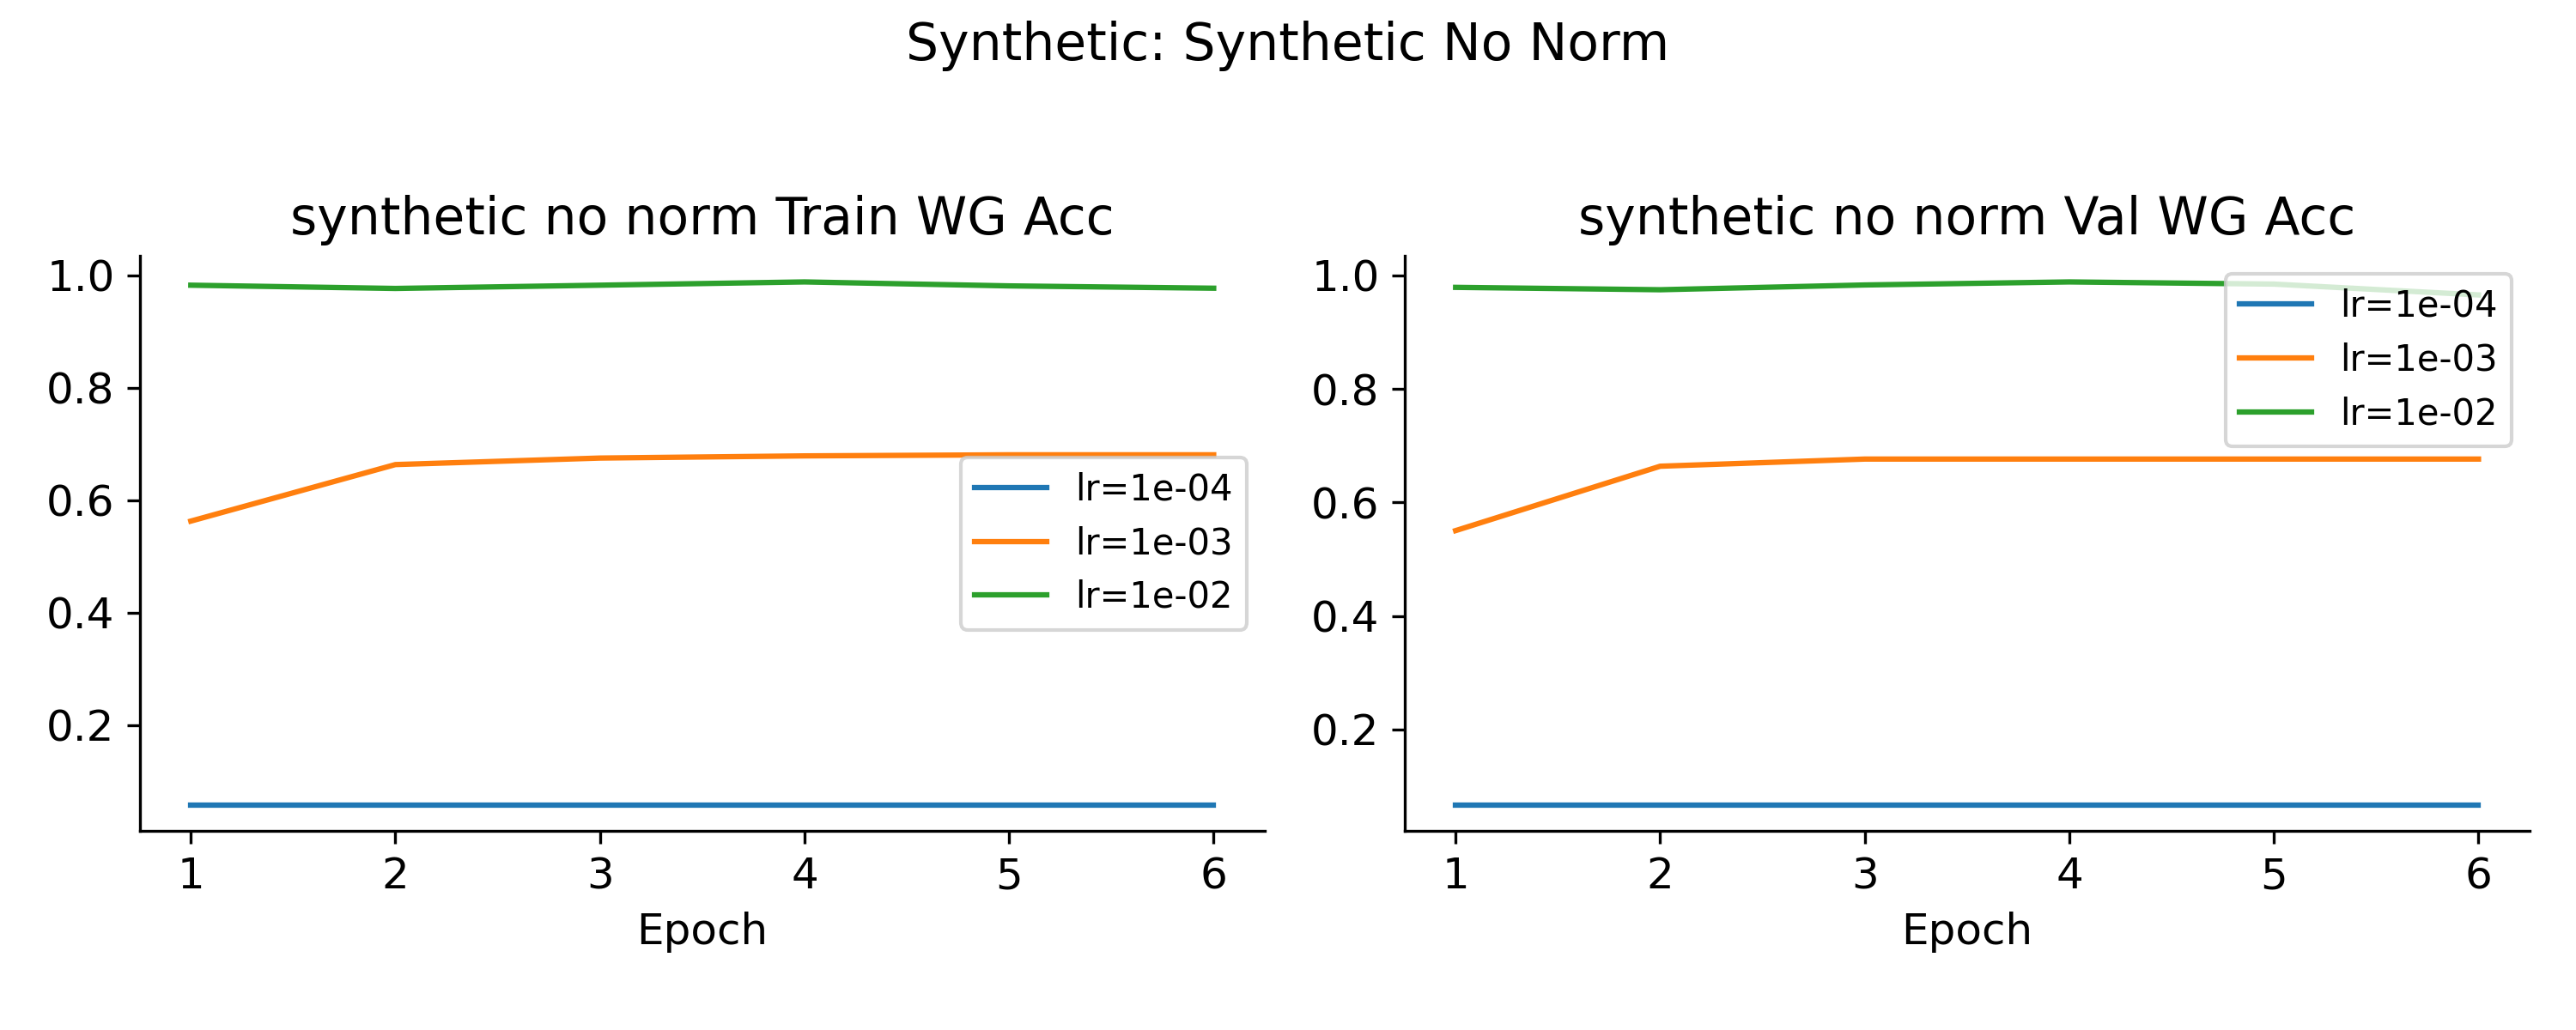 Synthetic: Synthetic No Norm
synthetic no norm Train WG Acc
1.0
0.8
0.6
0.4
0.2
lr=1e-04
lr=1e-03
lr=1e-02
1 2 3 4 5 6
Epoch
synthetic no norm Val WG Acc
1.0
0.8
0.6
0.4
0.2
lr=1e-04
lr=1e-03
lr=1e-02
1 2 3 4 5 6
Epoch